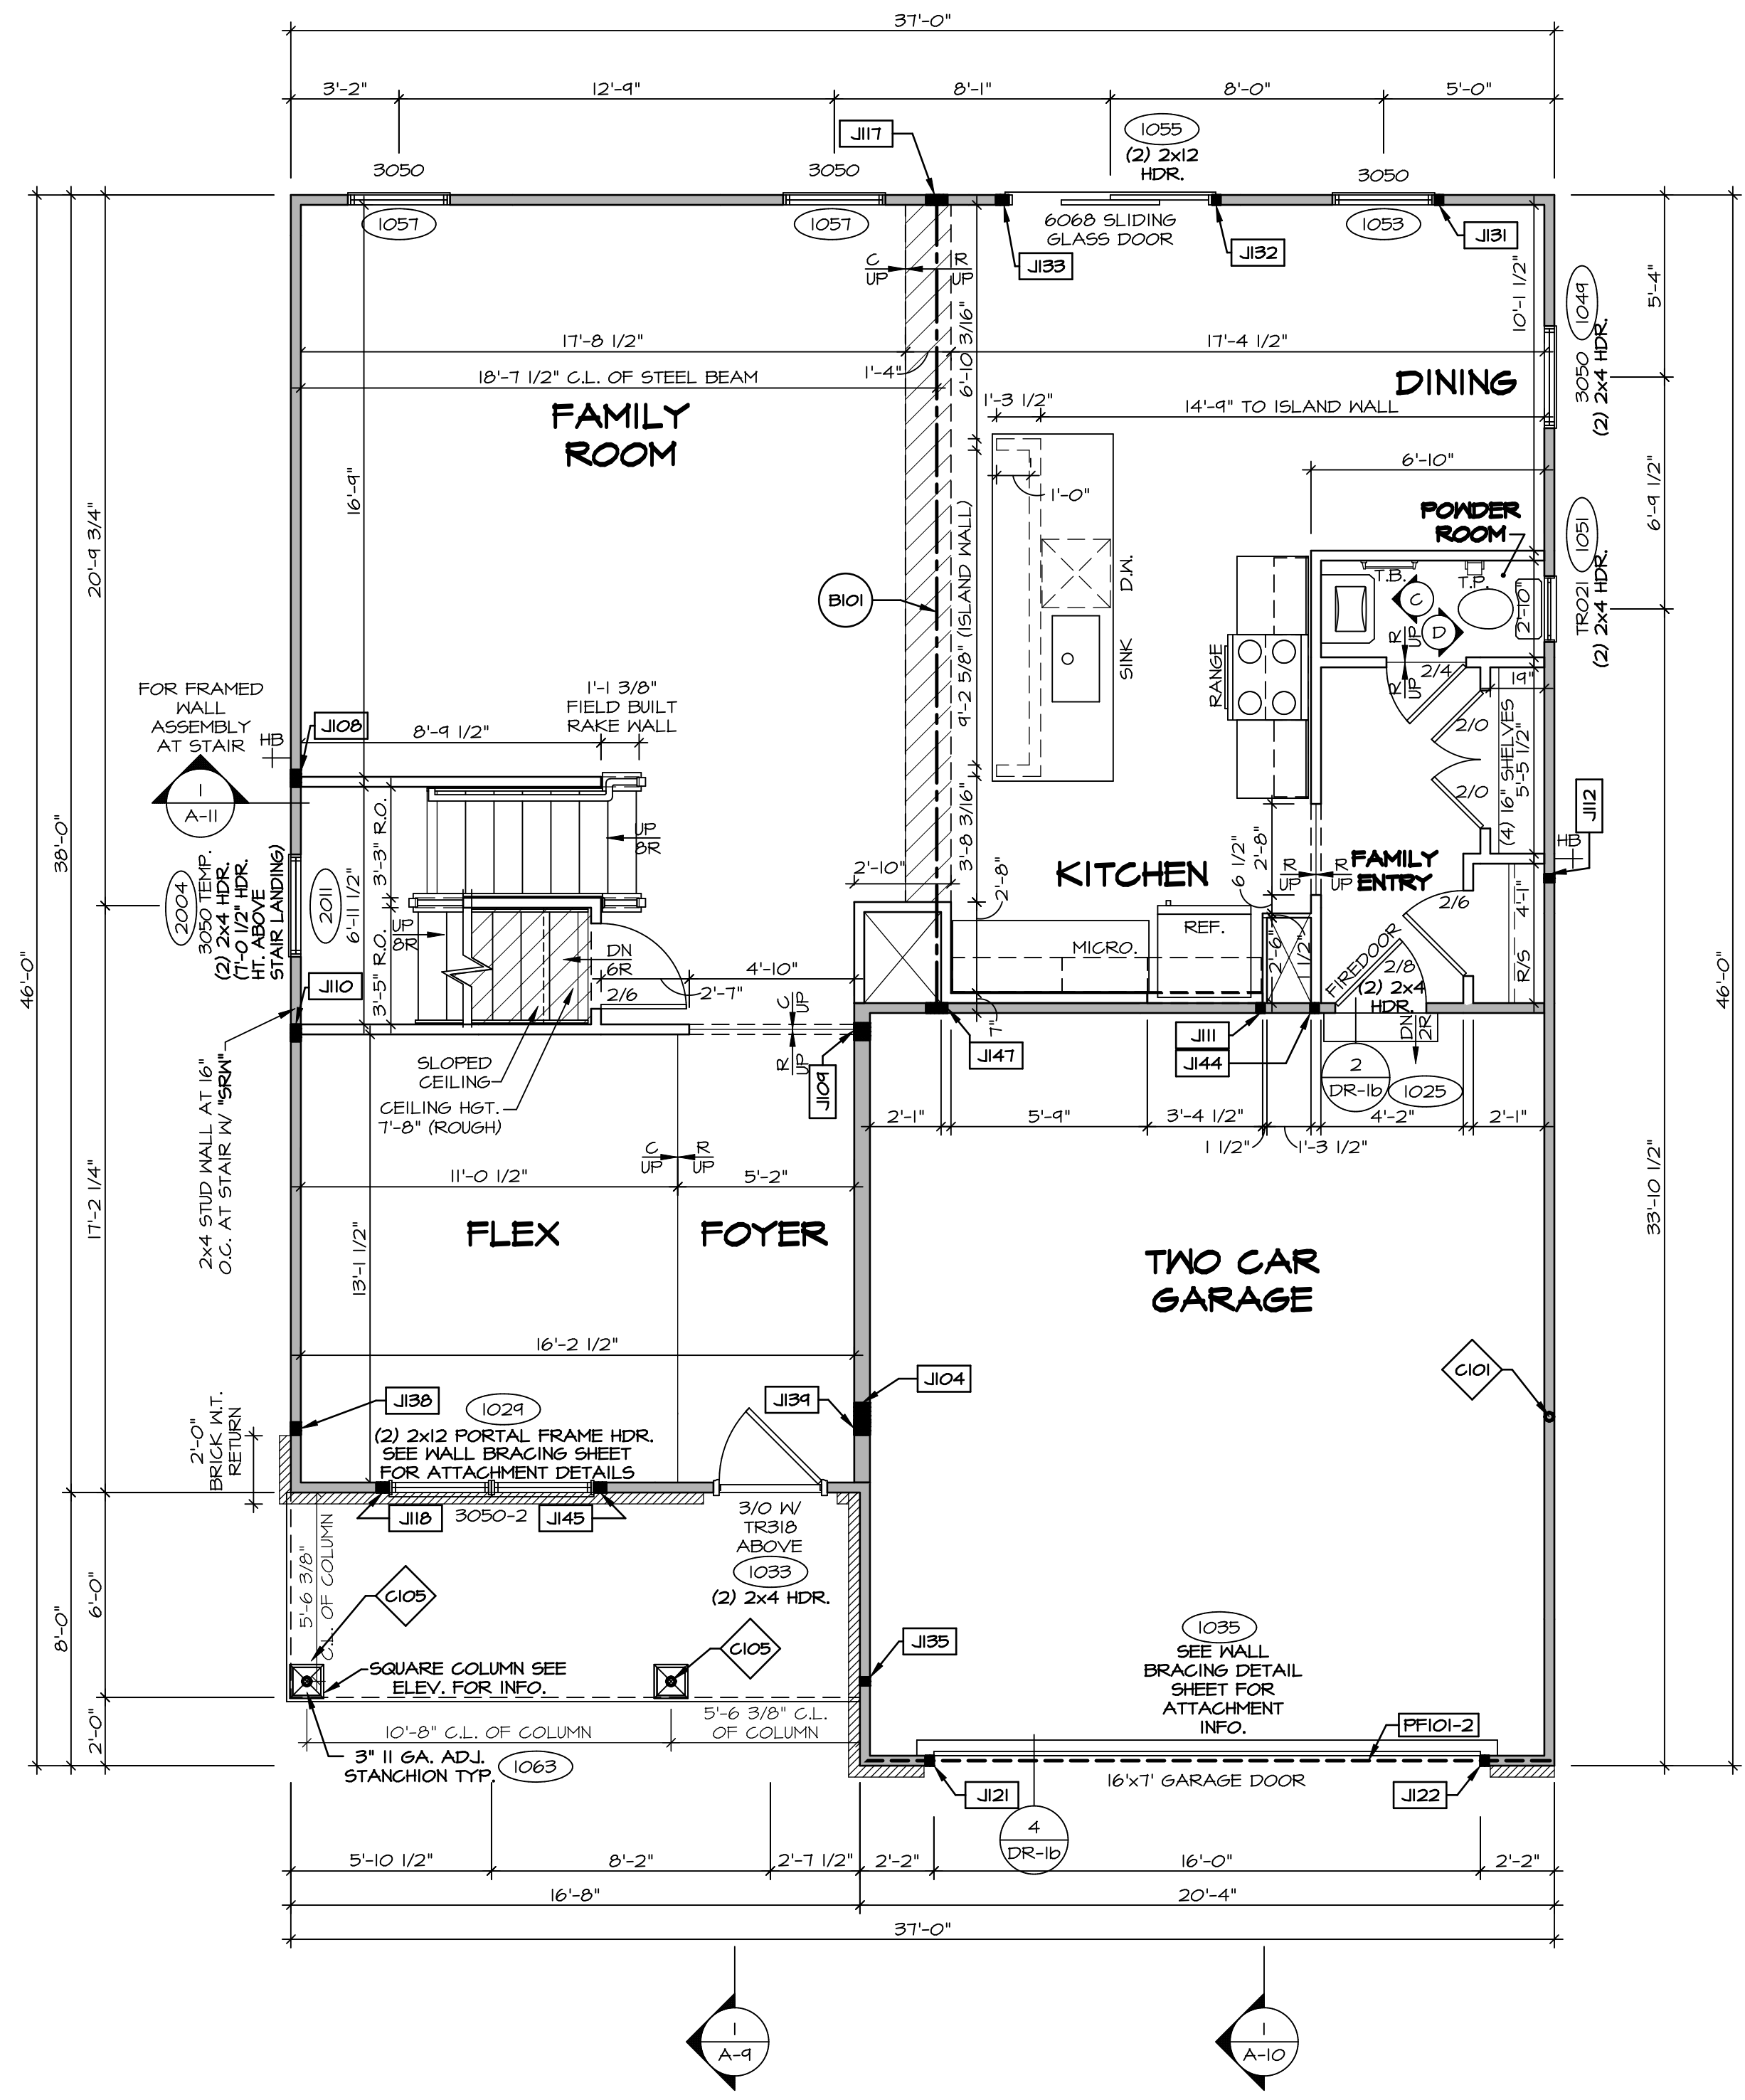 37'-0"
3'-2"
12'-9"
8'-1"
8'-0"
5'-0"
J117
1055
(2) 2x12
HDR.
3050
3050
3050
1057
1057
6068 SLIDING
GLASS DOOR
1053
J133
J132
J131
C
UP
R
UP
10'-1 1/2"
5'-4"
1049
3050
(2) 2x4 HDR.
17'-8 1/2"
1'-4"
6'-10 3/16"
17'-4 1/2"
18'-7 1/2" C.L. OF STEEL BEAM
DINING
1'-3 1/2"
14'-9" TO ISLAND WALL
FAMILY
ROOM
6'-10"
16'-9"
1'-0"
POWDER
ROOM
6'-9 1/2"
1051
TR021
(2) 2x4 HDR.
20'-9 3/4"
9'-2 5/8" (ISLAND WALL)
D.W.
T.B.
T.P.
C
D
2'-10"
B101
SINK
RANGE
R
UP
R
UP
2/4
19"
FOR FRAMED
WALL
ASSEMBLY
AT STAIR
HB
J108
8'-9 1/2"
1'-1 3/8"
FIELD BUILT
RAKE WALL
2/0
2/0
(4) 16" SHELVES
5'-5 1/2"
J112
HB
1
A-11
38'-0"
3'-3" R.O.
UP
8R
3'-8 3/16"
2'-8"
6 1/2"
2004
3050 TEMP.
(2) 2x4 HDR.
(7'-0 1/2" HDR.
HT. ABOVE
STAIR LANDING)
2011
6'-11 1/2"
2'-10"
2'-8"
KITCHEN
R
UP
R
UP
FAMILY
ENTRY
2/6
4'-1"
46'-0"
46'-0"
UP
8R
DN
6R
2/6
4'-10"
2'-7"
3'-5" R.O.
MICRO.
REF.
2'-6"
1/2"
FIREDOOR
2/8
(2) 2x4
HDR.
R/S
J110
C
UP
R
UP
J109
7"
J147
J111
J144
DN
2R
2
DR-1b
1025
SLOPED
CEILING
CEILING HGT.
7'-8" (ROUGH)
2x4 STUD WALL AT 16"
O.C. AT STAIR W/ "SRW"
2'-1"
5'-9"
3'-4 1/2"
4'-2"
2'-1"
1 1/2"
1'-3 1/2"
C
UP
R
UP
11'-0 1/2"
5'-2"
17'-2 1/4"
33'-10 1/2"
FLEX
FOYER
13'-1 1/2"
TWO CAR
GARAGE
16'-2 1/2"
C101
J138
1029
J139
J104
2'-0"
BRICK W.T.
RETURN
(2) 2x12 PORTAL FRAME HDR.
SEE WALL BRACING SHEET
FOR ATTACHMENT DETAILS
J118
3050-2
J145
3/0 W/
TR318
ABOVE
1033
(2) 2x4 HDR.
5'-6 3/8"
C.L. OF COLUMN
C105
C105
8'-0"
6'-0"
2'-0"
J135
1035
SEE WALL
BRACING DETAIL
SHEET FOR
ATTACHMENT
INFO.
SQUARE COLUMN SEE
ELEV. FOR INFO.
5'-6 3/8" C.L.
OF COLUMN
10'-8" C.L. OF COLUMN
3" 11 GA. ADJ.
STANCHION TYP.
1063
PF101-2
16'x7' GARAGE DOOR
J121
J122
4
DR-1b
5'-10 1/2"
8'-2"
2'-7 1/2"
2'-2"
16'-0"
2'-2"
16'-8"
20'-4"
37'-0"
1
A-9
1
A-10